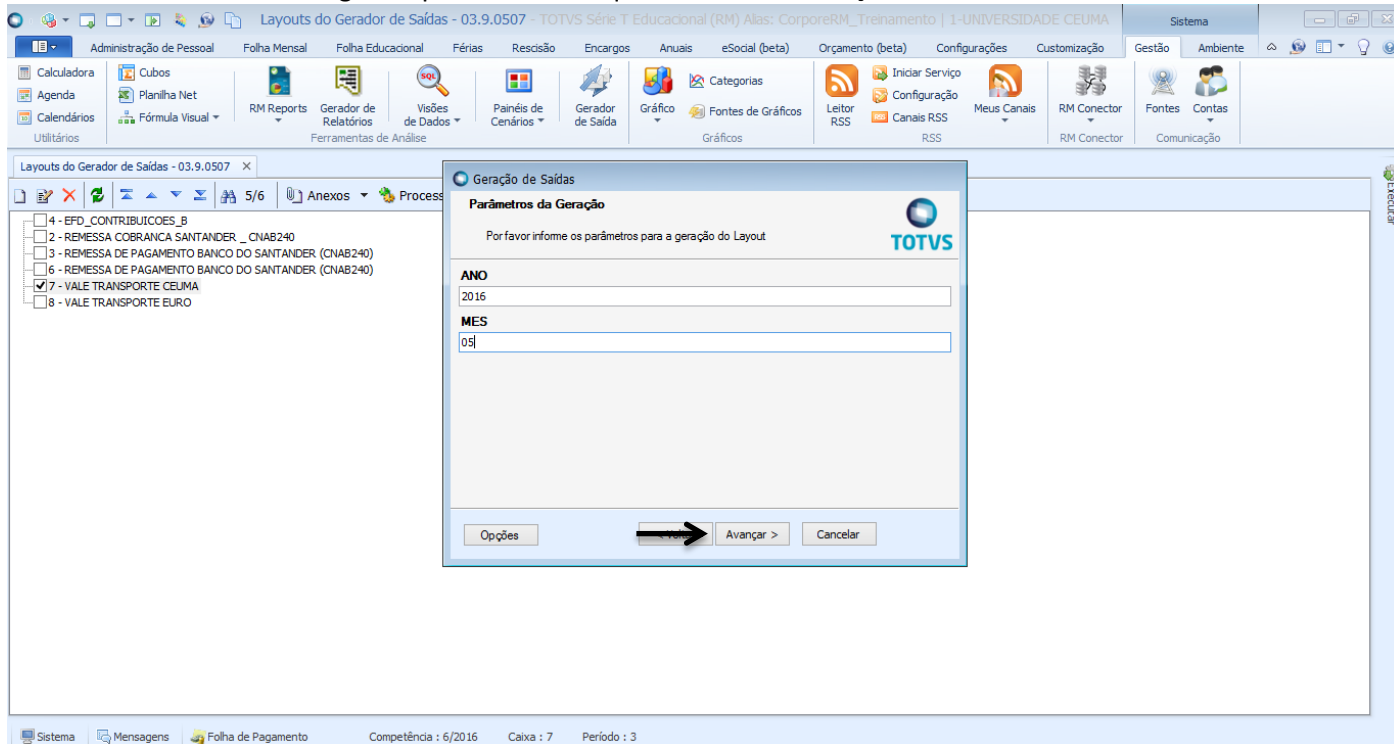 Layouts do Gerador de Saídas - 03.9.0507 - TOTVS Série T Educacional (RM) Alias: CorporeRM_Treinamento | 1-UNIVERSIDADE CEUMA
Sistema
Administração de Pessoal Folha Mensal Folha Educacional Férias Rescisão Encargos Anuais eSocial (beta) Orçamento (beta) Configurações Customização Gestão Ambiente
Calculadora
Agenda
Calendários
Utilitários
Cubos
Planilha Net
Fórmula Visual
RM Reports
Gerador de Relatórios
Visões de Dados
Painéis de Cenários
Gerador de Saída
Ferramentas de Análise
Gráfico
Categorias
Fontes de Gráficos
Gráficos
Leitor RSS
Iniciar Serviço
Configuração
Canais RSS
Meus Canais
RSS
RM Conector
RM Conector
Fontes
Contas
Comunicação
Layouts do Gerador de Saídas - 03.9.0507
5/6 Anexos Process
4 - EFD_CONTRIBUICOES_B
2 - REMESSA COBRANCA SANTANDER _ CNAB240
3 - REMESSA DE PAGAMENTO BANCO DO SANTANDER (CNAB240)
6 - REMESSA DE PAGAMENTO BANCO DO SANTANDER (CNAB240)
7 - VALE TRANSPORTE CEUMA
8 - VALE TRANSPORTE EURO
Geração de Saídas
Parâmetros da Geração
Por favor informe os parâmetros para a geração do Layout
TOTVS
ANO
2016
MES
05
Opções Avançar > Cancelar
Executar
Sistema Mensagens Folha de Pagamento Competência : 6/2016 Caixa : 7 Período : 3